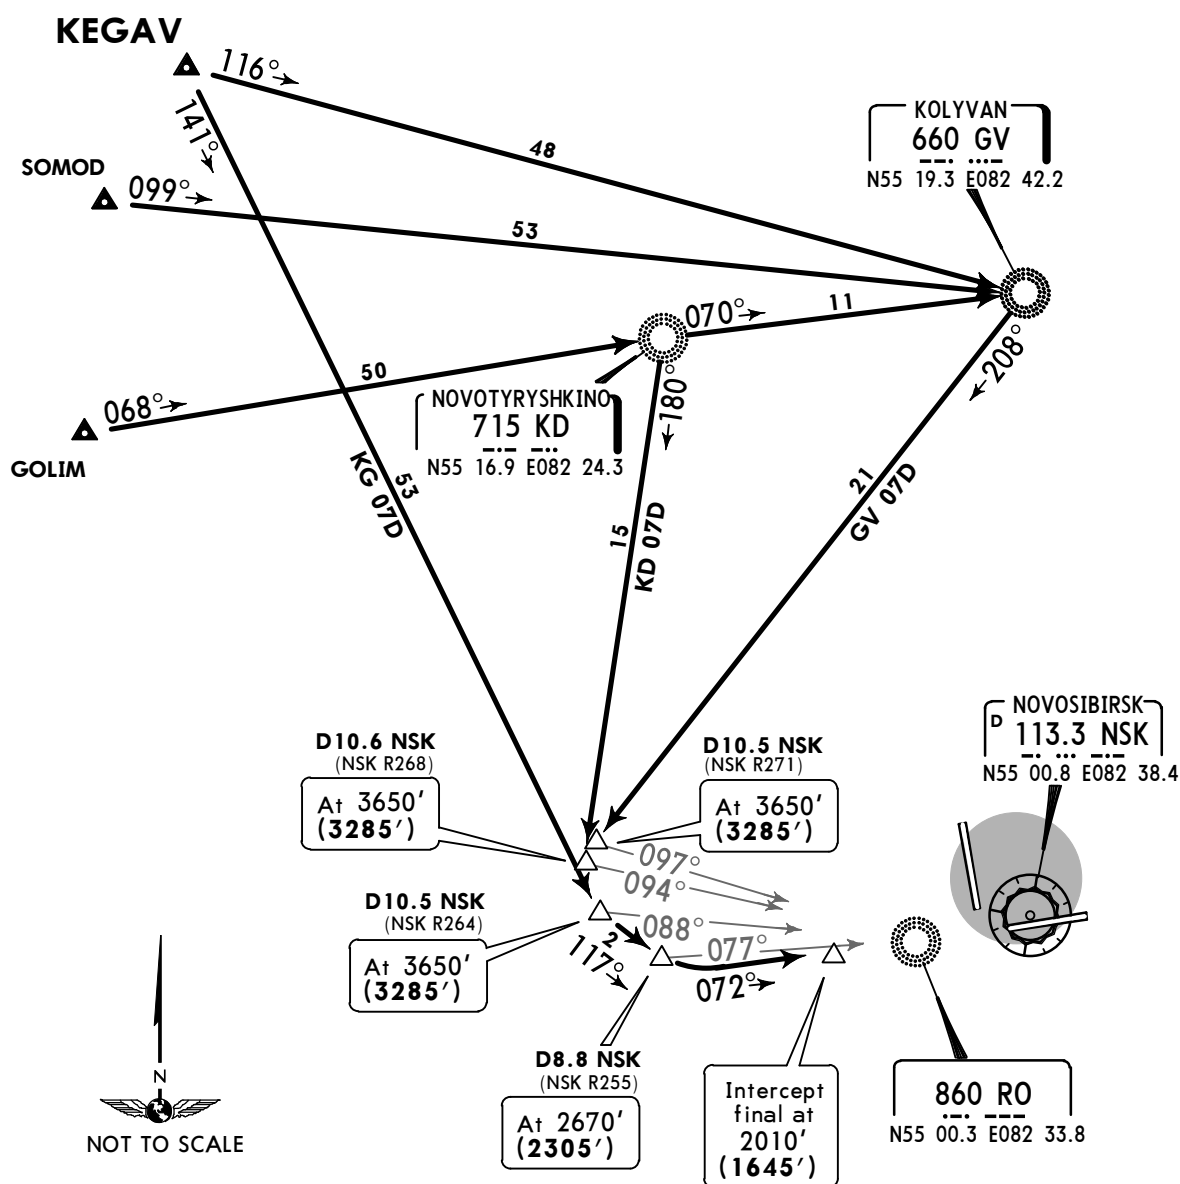 KEGAV
116°
141°
48
KOLYVAN
660 GV
N55 19.3 E082 42.2
SOMOD
099°
53
070°
11
208°
50
068°
GOLIM
NOVOTYRYSHKINO
715 KD
N55 16.9 E082 24.3
180°
53
KG 07D
15
KD 07D
21
GV 07D
D10.6 NSK
(NSK R268)
At 3650'
(3285')
D10.5 NSK
(NSK R271)
At 3650'
(3285')
NOVOSIBIRSK
D 113.3 NSK
N55 00.8 E082 38.4
097°
094°
D10.5 NSK
(NSK R264)
At 3650'
(3285')
088°
2
117°
077°
072°
D8.8 NSK
(NSK R255)
At 2670'
(2305')
Intercept
final at
2010'
(1645')
860 RO
N55 00.3 E082 33.8
N
NOT TO SCALE